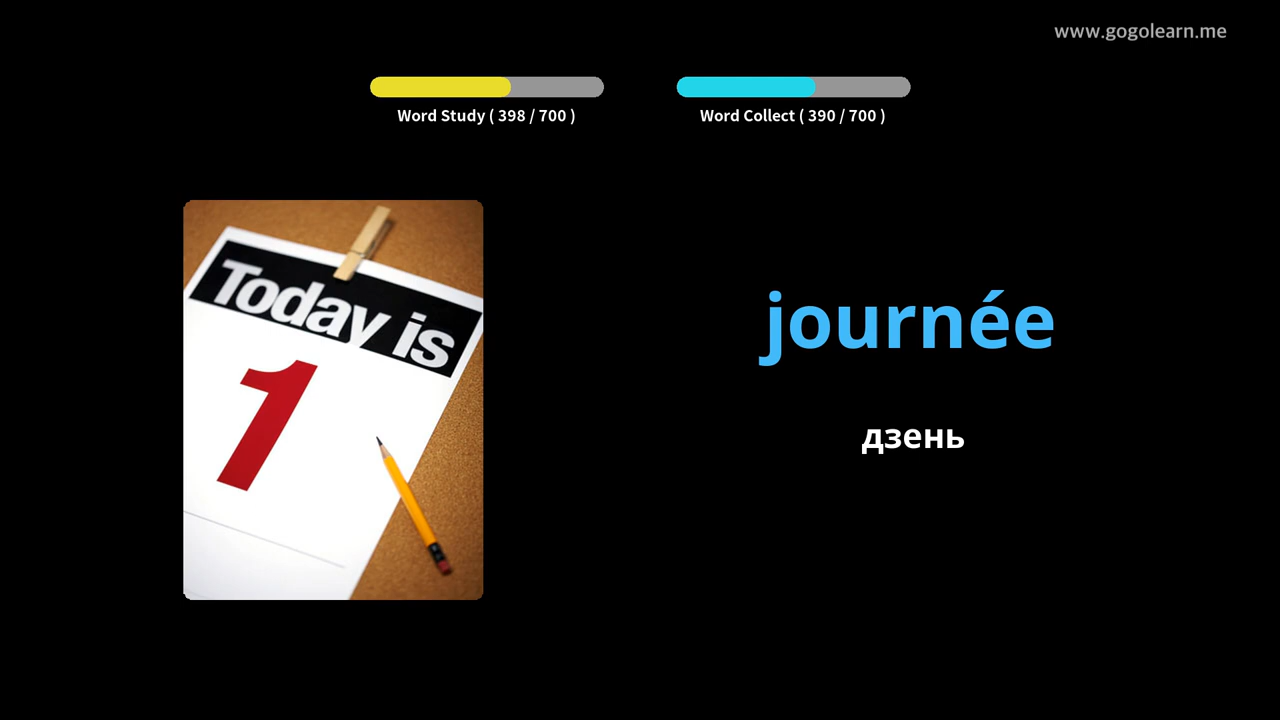 www.gogolearn.me
Word Study ( 398 / 700 )
Word Collect ( 390 / 700 )
Today is
1
journée
дзень